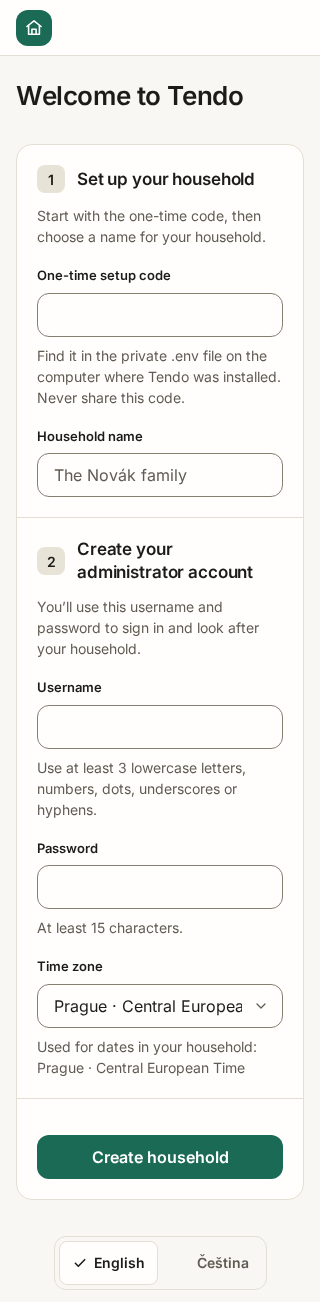 Welcome to Tendo
1 Set up your household
Start with the one-time code, then
choose a name for your household.
One-time setup code
Find it in the private .env file on the
computer where Tendo was installed.
Never share this code.
Household name
The Novák family
2 Create your
administrator account
You’ll use this username and
password to sign in and look after
your household.
Username
Use at least 3 lowercase letters,
numbers, dots, underscores or
hyphens.
Password
At least 15 characters.
Time zone
Prague · Central Europea
Used for dates in your household:
Prague · Central European Time
Create household
English Čeština